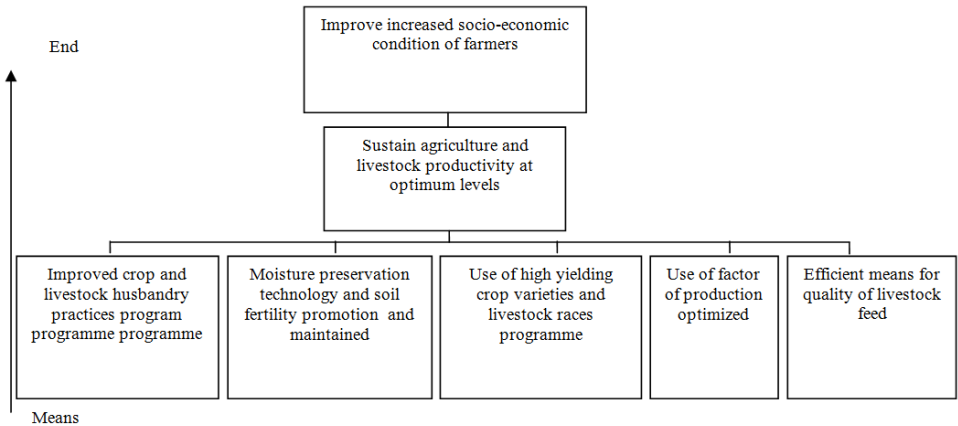 Improve increased socio-economic
condition of farmers
End
Sustain agriculture and
livestock productivity at
optimum levels
Improved crop and
livestock husbandry
practices program
programme programme
Moisture preservation
technology and soil
fertility promotion and
maintained
Use of high yielding
crop varieties and
livestock races
programme
Use of factor
of production
optimized
Efficient means for
quality of livestock
feed
Means